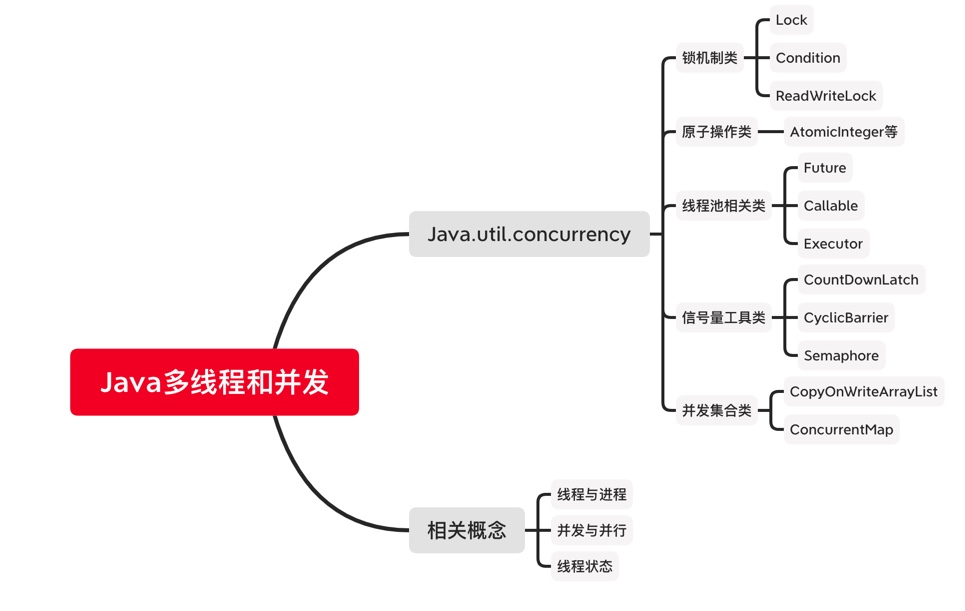 Java多线程和并发
Java.util.concurrency
锁机制类
Lock
Condition
ReadWriteLock
原子操作类
AtomicInteger等
线程池相关类
Future
Callable
Executor
信号量工具类
CountDownLatch
CyclicBarrier
Semaphore
并发集合类
CopyOnWriteArrayList
ConcurrentMap
相关概念
线程与进程
并发与并行
线程状态